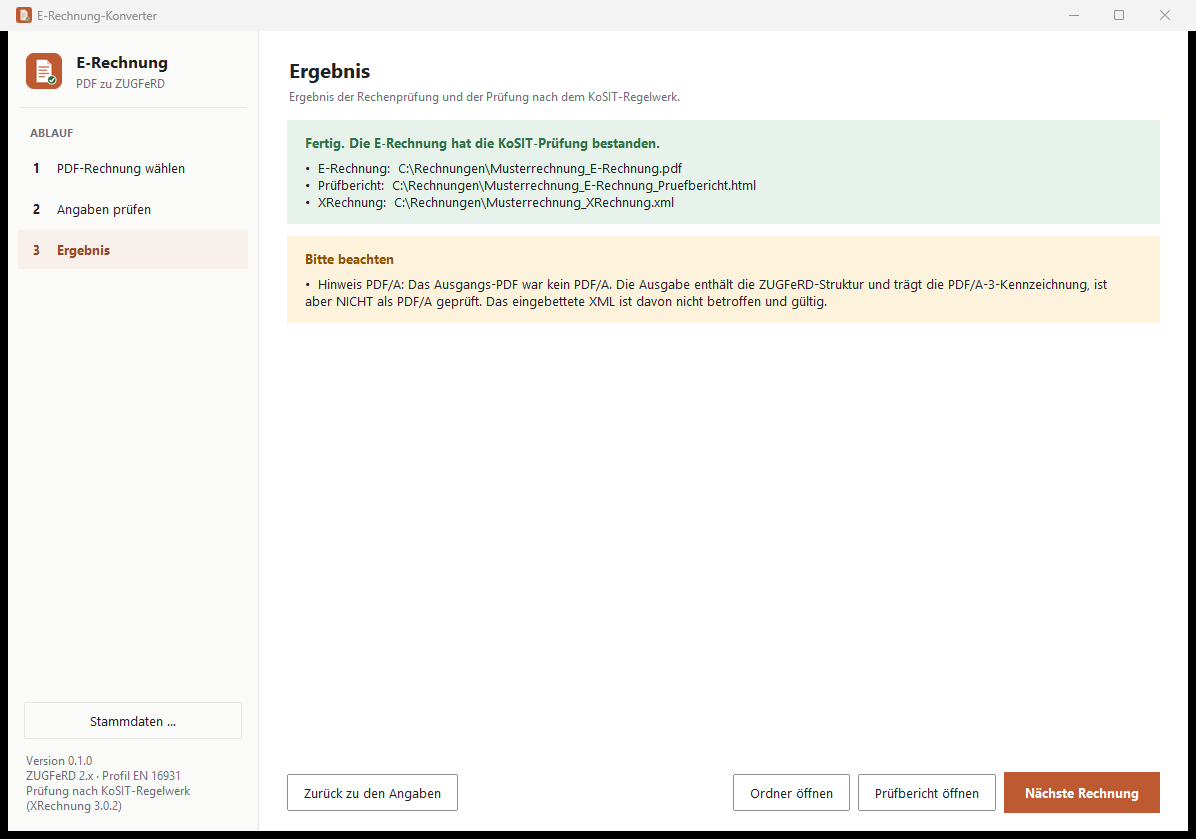 E-Rechnung-Konverter
E-Rechnung
PDF zu ZUGFeRD
ABLAUF
1 PDF-Rechnung wählen
2 Angaben prüfen
3 Ergebnis
Stammdaten ...
Version 0.1.0
ZUGFeRD 2.x · Profil EN 16931
Prüfung nach KoSIT-Regelwerk
(XRechnung 3.0.2)
Ergebnis
Ergebnis der Rechenprüfung und der Prüfung nach dem KoSIT-Regelwerk.
Fertig. Die E-Rechnung hat die KoSIT-Prüfung bestanden.
• E-Rechnung: C:\Rechnungen\Musterrechnung_E-Rechnung.pdf
• Prüfbericht: C:\Rechnungen\Musterrechnung_E-Rechnung_Pruefbericht.html
• XRechnung: C:\Rechnungen\Musterrechnung_XRechnung.xml
Bitte beachten
• Hinweis PDF/A: Das Ausgangs-PDF war kein PDF/A. Die Ausgabe enthält die ZUGFeRD-Struktur und trägt die PDF/A-3-Kennzeichnung, ist
aber NICHT als PDF/A geprüft. Das eingebettete XML ist davon nicht betroffen und gültig.
Zurück zu den Angaben
Ordner öffnen
Prüfbericht öffnen
Nächste Rechnung